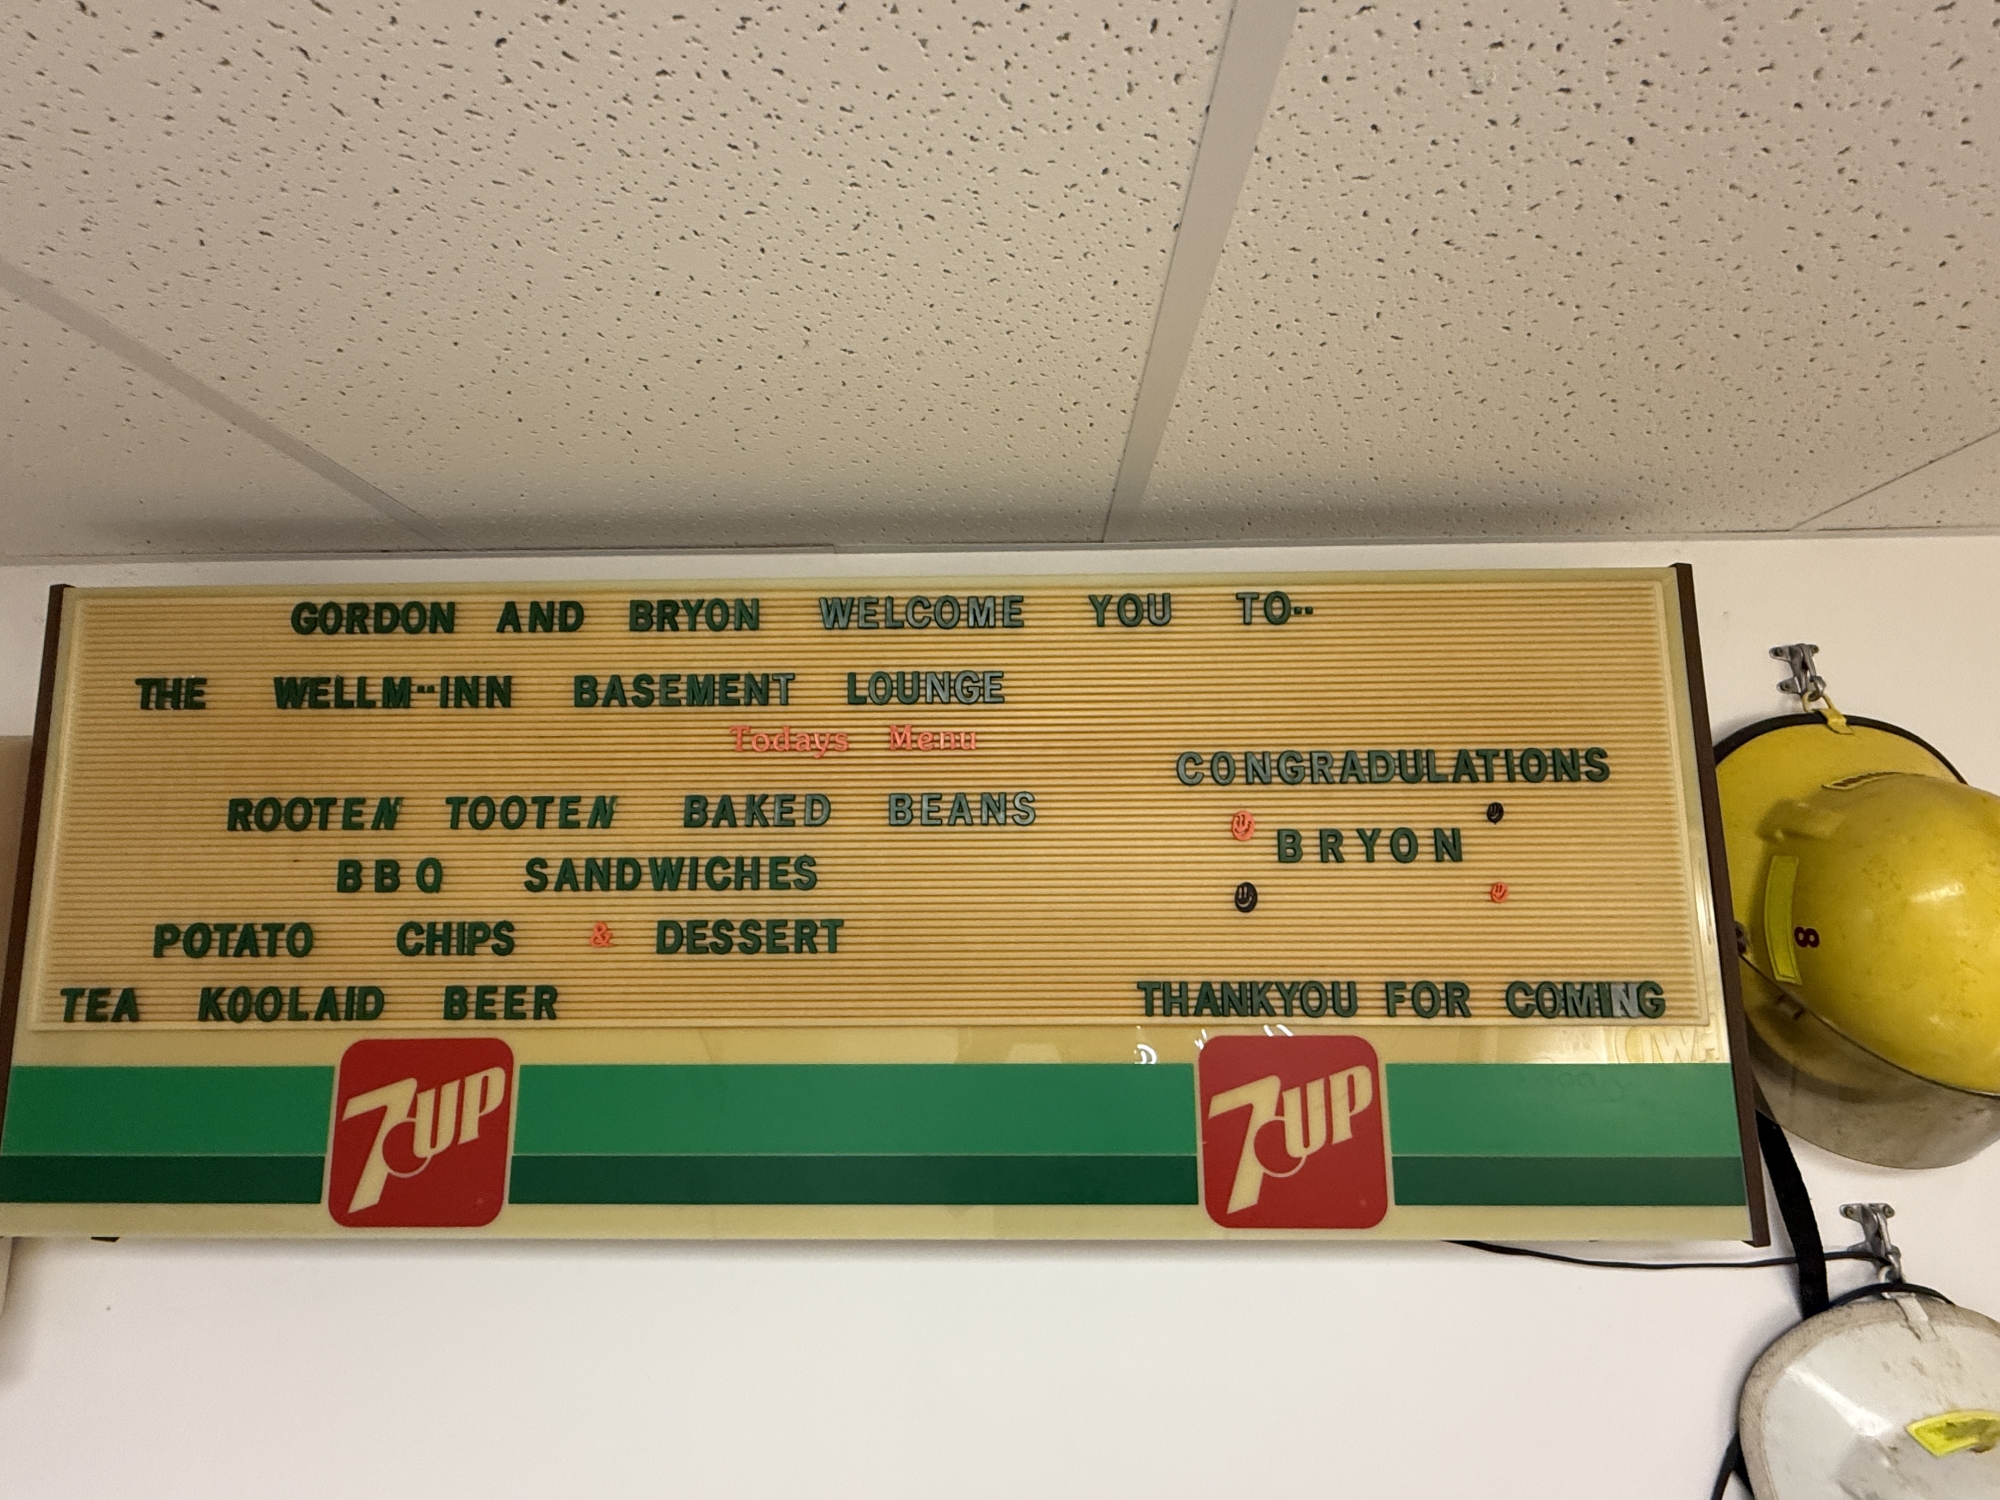 GORDON AND BRYON WELCOME YOU TO--
THE WELLM--INN BASEMENT LOUNGE
Todays Menu
ROOTEN TOOTEN BAKED BEANS
BBQ SANDWICHES
POTATO CHIPS & DESSERT
TEA KOOLAID BEER
CONGRADULATIONS
BRYON
THANKYOU FOR COMING
7UP
7UP
8